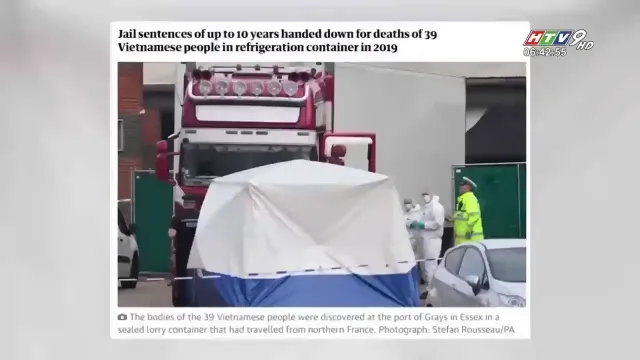 Jail sentences of up to 10 years handed down for deaths of 39
Vietnamese people in refrigeration container in 2019
HTV9 HD
06:42:55
The bodies of the 39 Vietnamese people were discovered at the port of Grays in Essex in a
sealed lorry container that had travelled from northern France. Photograph: Stefan Rousseau/PA